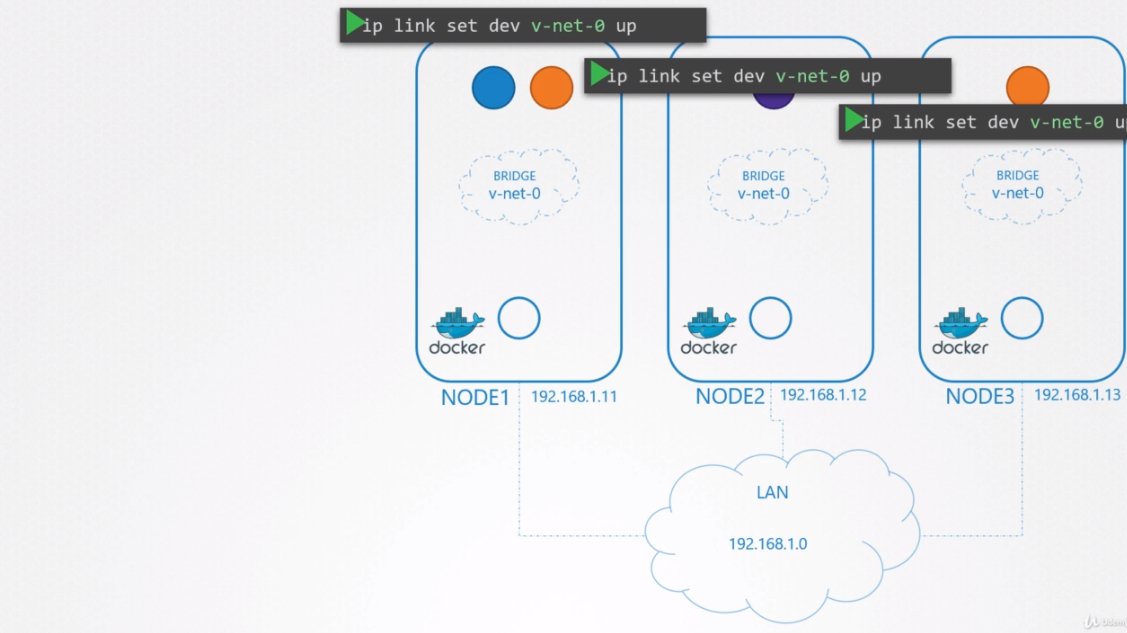 ip link set dev v-net-0 up
ip link set dev v-net-0 up
ip link set dev v-net-0 up
BRIDGE
v-net-0
BRIDGE
v-net-0
BRIDGE
v-net-0
docker
docker
docker
NODE1 192.168.1.11
NODE2 192.168.1.12
NODE3 192.168.1.13
LAN
192.168.1.0